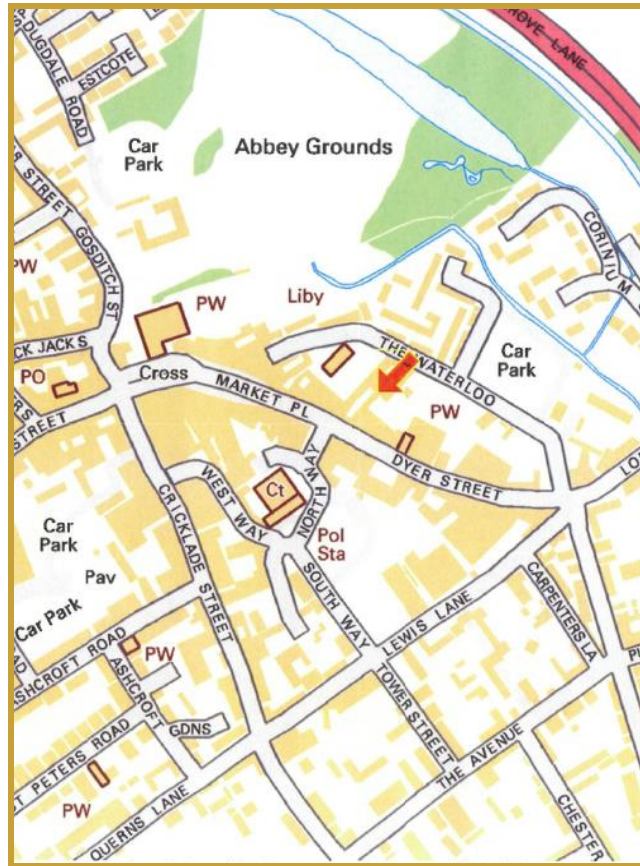 DUGDALE ROAD
ESTCOTE
GROVE LANE
Car
Park
Abbey Grounds
STREET
GOSDITCH ST
CORINIUM
PW
PW
Liby
CK JACKS
THE WATERLOO
Car
Park
PO
Cross
MARKET PL
PW
STREET
DYER STREET
WEST WAY
Ct
NORTH WAY
Car
Park
CRICKLADE STREET
Pol
Sta
Pav
SOUTH WAY
LEWIS LANE
CARPENTERS LA
Car Park
ASHCROFT ROAD
PW
ASHCROFT
GDNS
TOWER STREET
THE AVENUE
ST PETERS ROAD
PW
QUERNS LANE
CHESTER